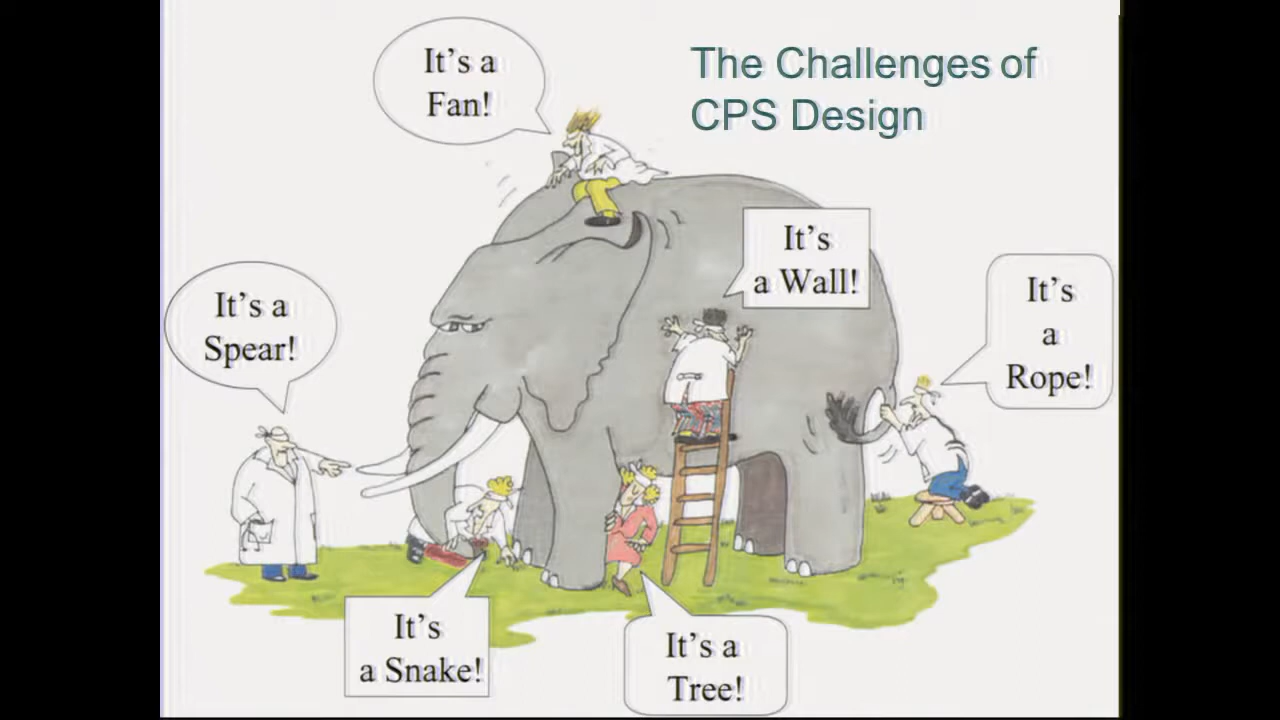 The Challenges of
CPS Design
It's a
Fan!
It's
a Wall!
It's a
Spear!
It's
a
Rope!
It's
a Snake!
It's a
Tree!